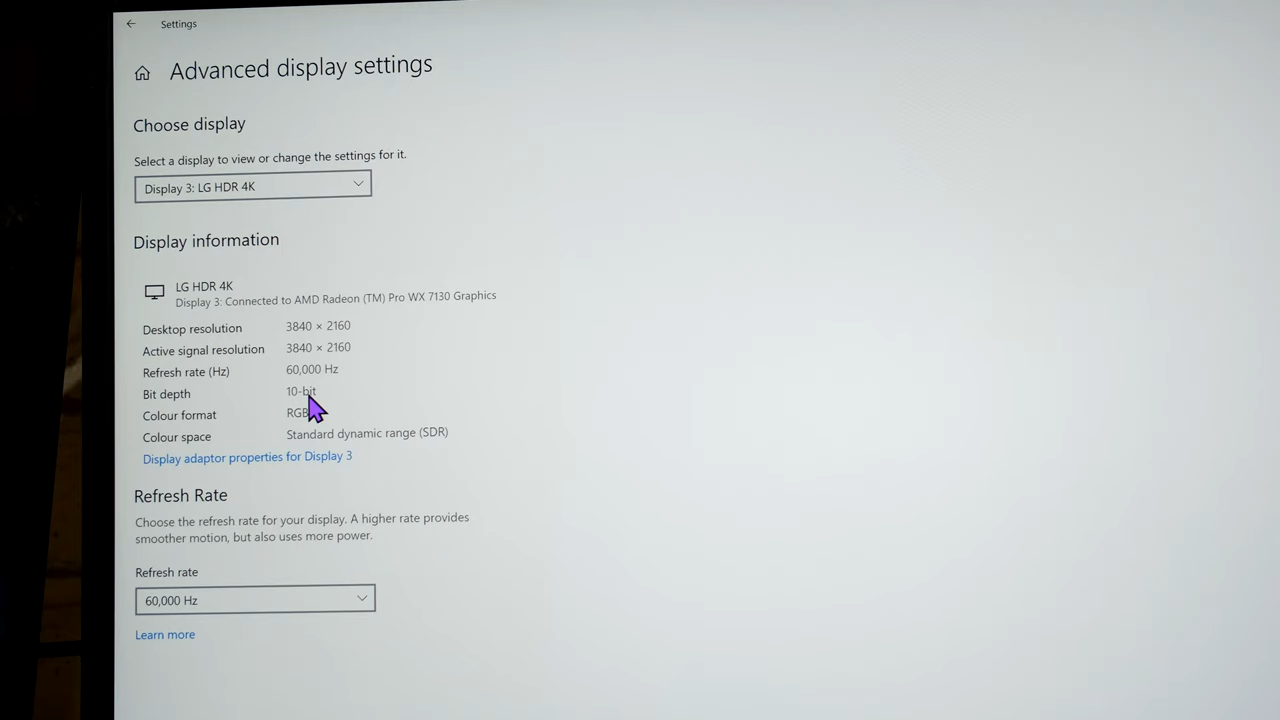 Settings
Advanced display settings
Choose display
Select a display to view or change the settings for it.
Display 3: LG HDR 4K
Display information
LG HDR 4K
Display 3: Connected to AMD Radeon (TM) Pro WX 7130 Graphics
Desktop resolution 3840 × 2160
Active signal resolution 3840 × 2160
Refresh rate (Hz) 60,000 Hz
Bit depth 10-bit
Colour format RGB
Colour space Standard dynamic range (SDR)
Display adaptor properties for Display 3
Refresh Rate
Choose the refresh rate for your display. A higher rate provides
smoother motion, but also uses more power.
Refresh rate
60,000 Hz
Learn more